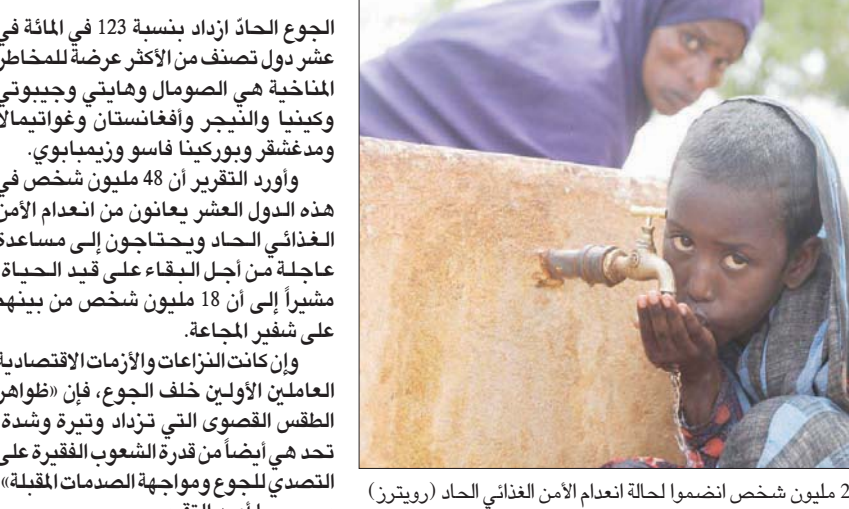 الجوع الحادّ ازداد بنسبة 123 في المائة في
عشر دول تصنف من الأكثر عرضة للمخاطر
المناخية هي الصومال وهايتي وجيبوتي
وكينيا والنيجر وأفغانستان وغواتيمالا
ومدغشقر وبوركينا فاسو وزيمبابوي.
وأورد التقرير أن 48 مليون شخص في
هذه الدول العشر يعانون من انعدام الأمن
الغذائي الحاد ويحتاجون إلى مساعدة
عاجلة من أجل البقاء على قيد الحياة
مشيراً إلى أن 18 مليون شخص من بينهم
على شفير المجاعة.
وإن كانت النزاعات والأزمات الاقتصادية
العاملين الأولين خلف الجوع، فإن «ظواهر
الطقس القصوى التي تزداد وتيرة وشدة
تحد هي أيضاً من قدرة الشعوب الفقيرة على
التصدي للجوع ومواجهة الصدمات المقبلة»
2 مليون شخص انضموا لحالة انعدام الأمن الغذائي الحاد (رويترز)